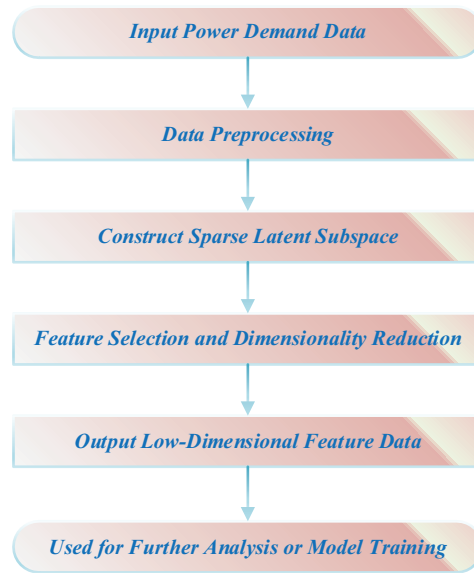 Input Power Demand Data
Data Preprocessing
Construct Sparse Latent Subspace
Feature Selection and Dimensionality Reduction
Output Low-Dimensional Feature Data
Used for Further Analysis or Model Training